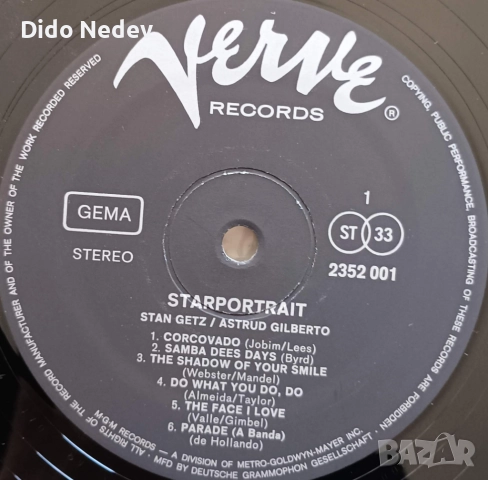 Dido Nedev
Verve
RECORDS
®
GEMA
STEREO
1
ST 33
2352 001
STARPORTRAIT
STAN GETZ / ASTRUD GILBERTO
1. CORCOVADO (Jobim/Lees)
2. SAMBA DEES DAYS (Byrd)
3. THE SHADOW OF YOUR SMILE
(Webster/Mandel)
4. DO WHAT YOU DO, DO
(Almeida/Taylor)
5. THE FACE I LOVE
(Valle/Gimbel)
6. PARADE (A Banda)
(de Hollando)
M·G·M RECORDS — A DIVISION OF METRO-GOLDWYN-MAYER INC.
MFD BY DEUTSCHE GRAMMOPHON GESELLSCHAFT · ALL RIGHTS OF THE RECORD MANUFACTURER AND OF THE OWNER OF THE WORK RECORDED RESERVED
COPYING, PUBLIC PERFORMANCE, BROADCASTING OF THESE RECORDS ARE FORBIDDEN
BAZAR